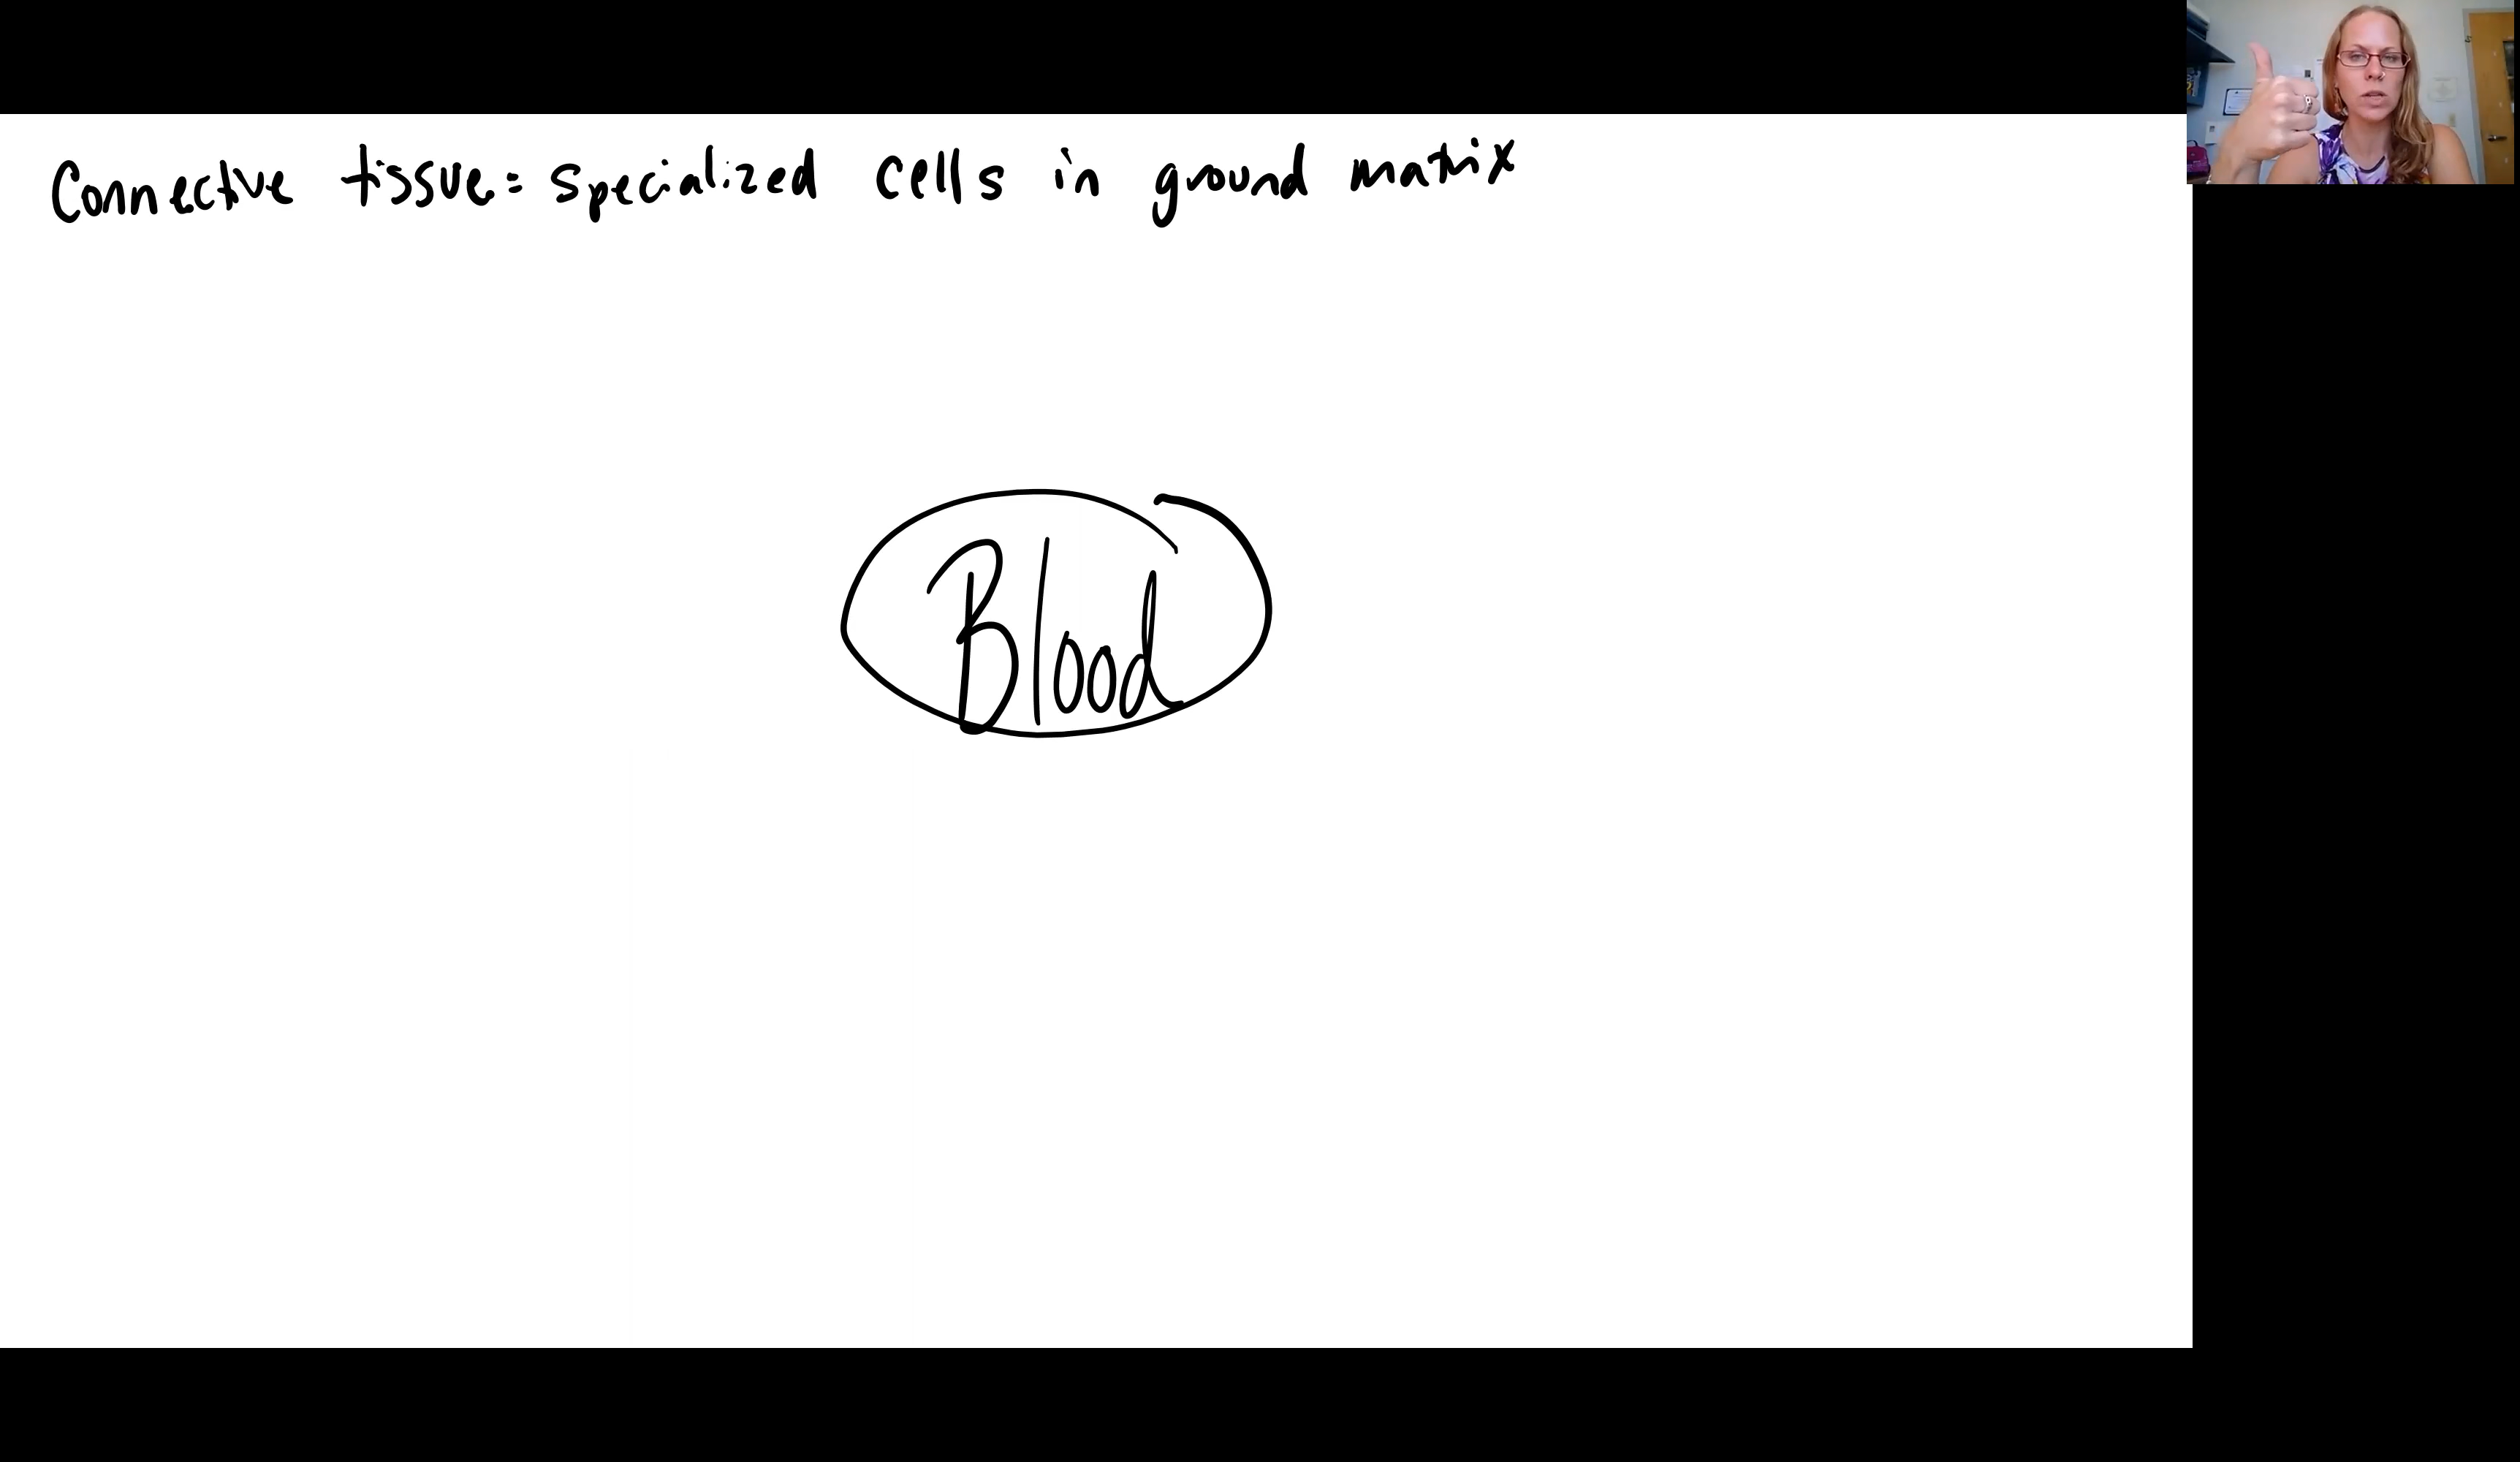 Connective tissue = specialized cells in ground matrix
Blood